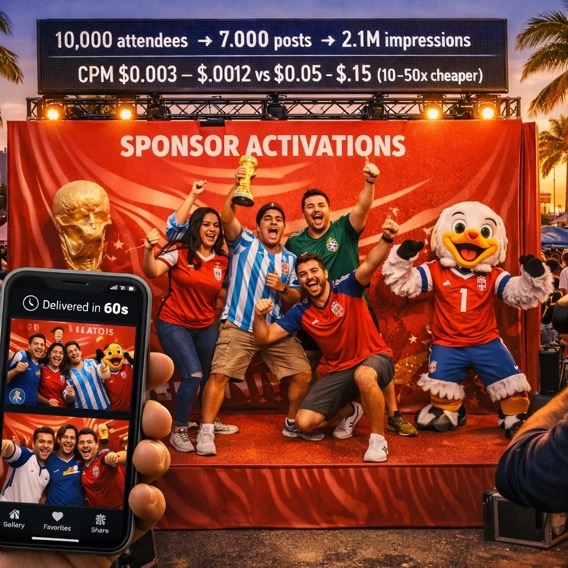 10,000 attendees → 7.000 posts → 2.1M impressions
CPM $0.003 – $.0012 vs $0.05 - $.15 (10–50x cheaper)
SPONSOR ACTIVATIONS
1
Delivered in 60s
Gallery
Favorites
Share